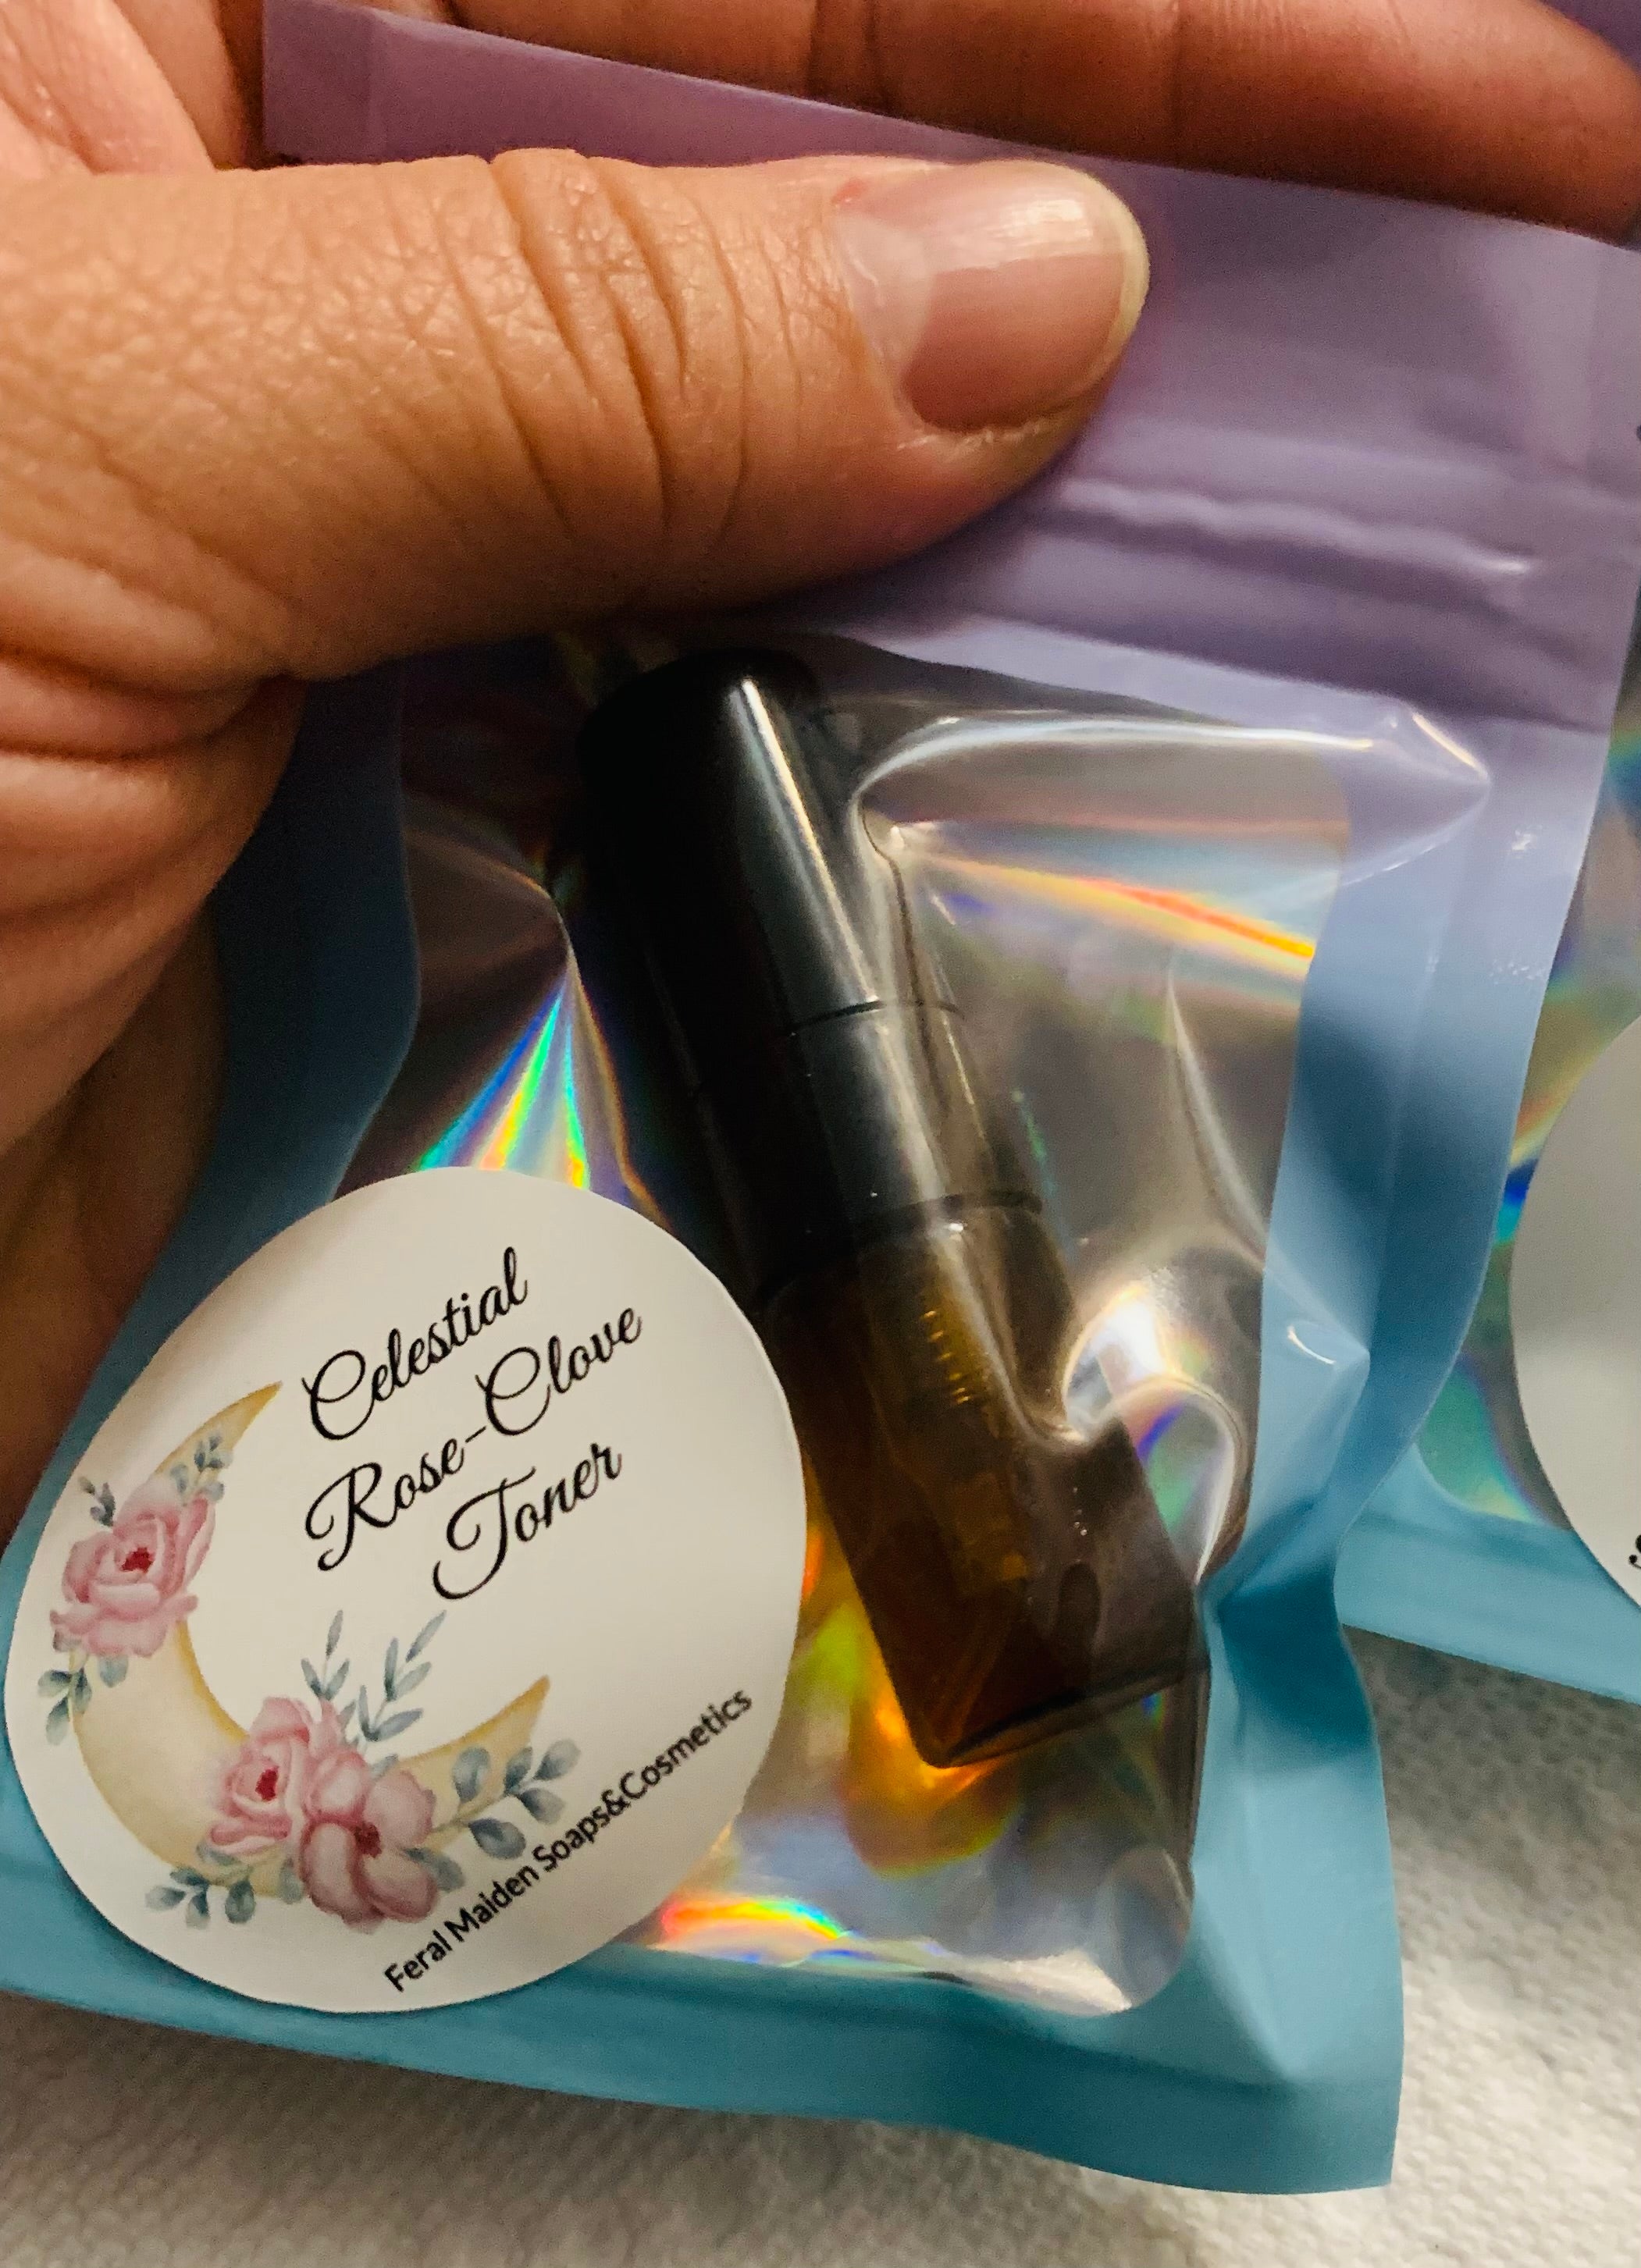 Celestial
Rose-Clove
Toner
Feral Maiden Soaps&Cosmetics